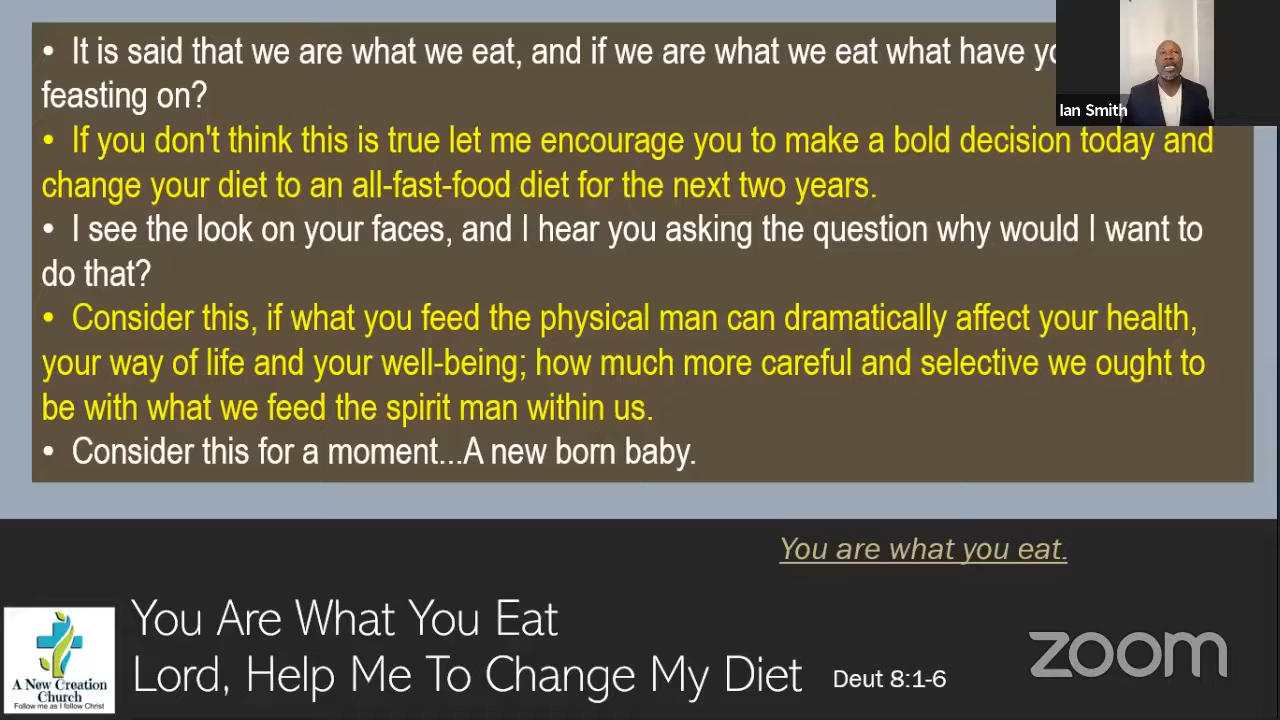 • It is said that we are what we eat, and if we are what we eat what have
feasting on?
Ian Smith
• If you don't think this is true let me encourage you to make a bold decision today and
change your diet to an all-fast-food diet for the next two years.
• I see the look on your faces, and I hear you asking the question why would I want to
do that?
• Consider this, if what you feed the physical man can dramatically affect your health,
your way of life and your well-being; how much more careful and selective we ought to
be with what we feed the spirit man within us.
• Consider this for a moment...A new born baby.
You are what you eat.
You Are What You Eat
Lord, Help Me To Change My Diet
Deut 8:1-6
A New Creation
Church
Follow me as I follow Christ
zoom